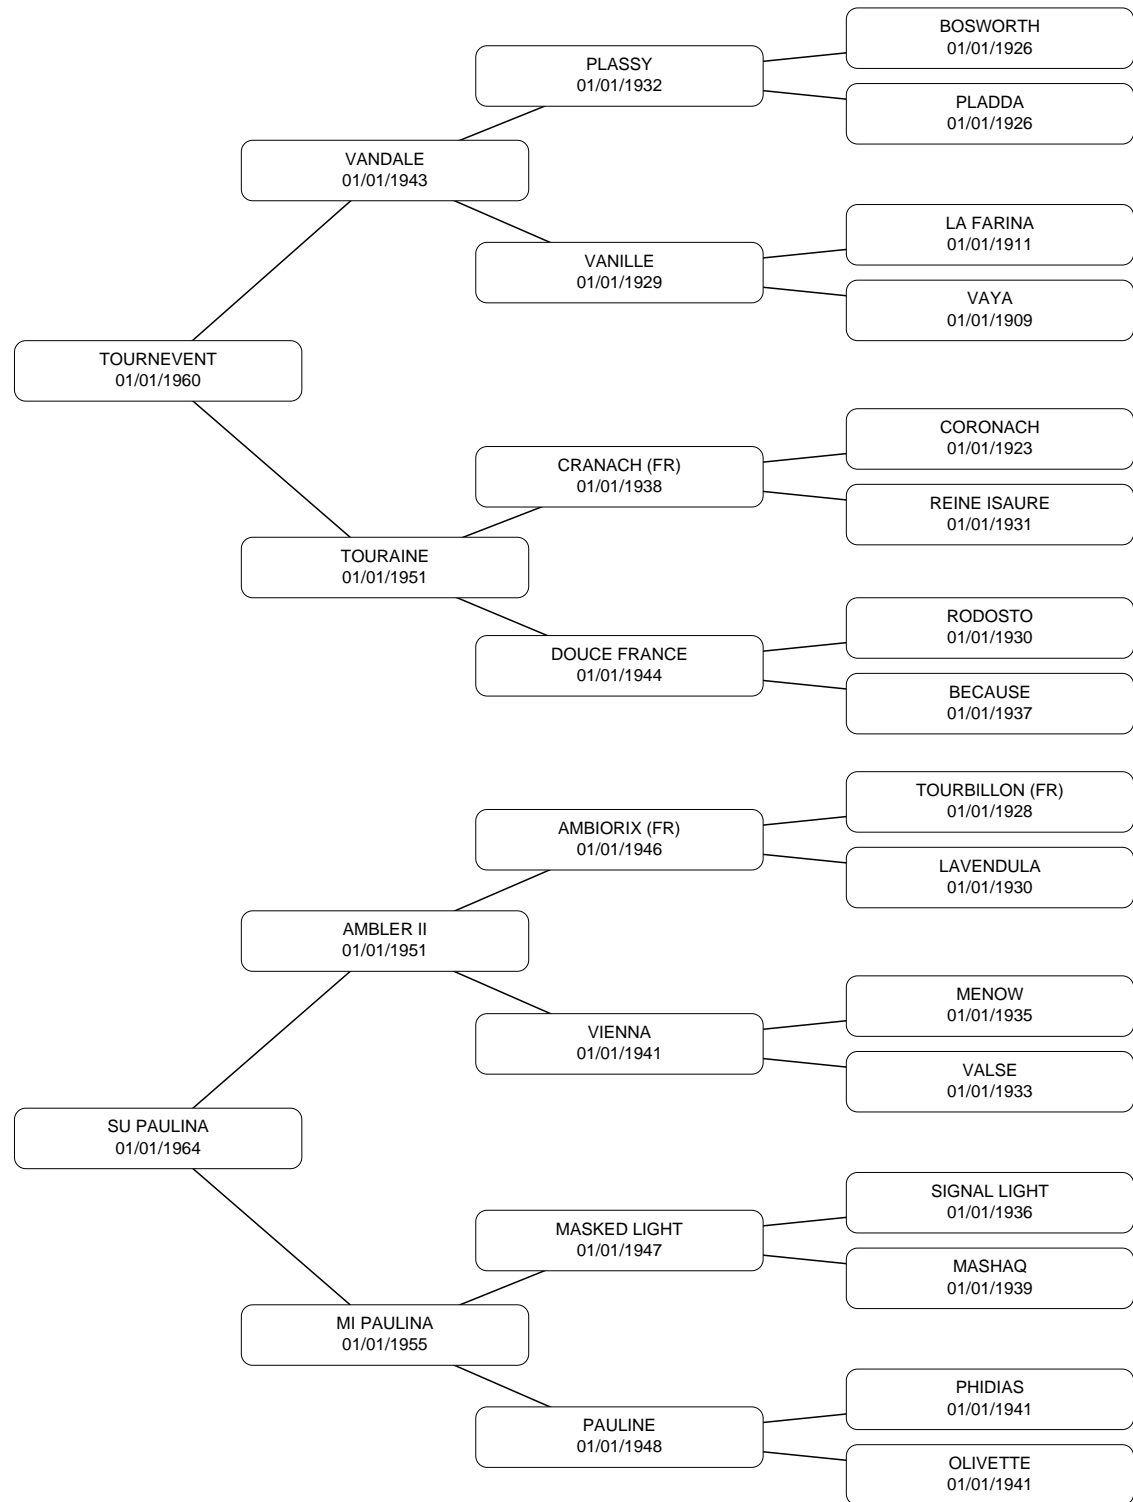 BOSWORTH
01/01/1926
PLASSY
01/01/1932
PLADDA
01/01/1926
VANDALE
01/01/1943
LA FARINA
01/01/1911
VANILLE
01/01/1929
VAYA
01/01/1909
TOURNEVENT
01/01/1960
CORONACH
01/01/1923
CRANACH (FR)
01/01/1938
REINE ISAURE
01/01/1931
TOURAINE
01/01/1951
RODOSTO
01/01/1930
DOUCE FRANCE
01/01/1944
BECAUSE
01/01/1937
TOURBILLON (FR)
01/01/1928
AMBIORIX (FR)
01/01/1946
LAVENDULA
01/01/1930
AMBLER II
01/01/1951
MENOW
01/01/1935
VIENNA
01/01/1941
VALSE
01/01/1933
SU PAULINA
01/01/1964
SIGNAL LIGHT
01/01/1936
MASKED LIGHT
01/01/1947
MASHAQ
01/01/1939
MI PAULINA
01/01/1955
PHIDIAS
01/01/1941
PAULINE
01/01/1948
OLIVETTE
01/01/1941